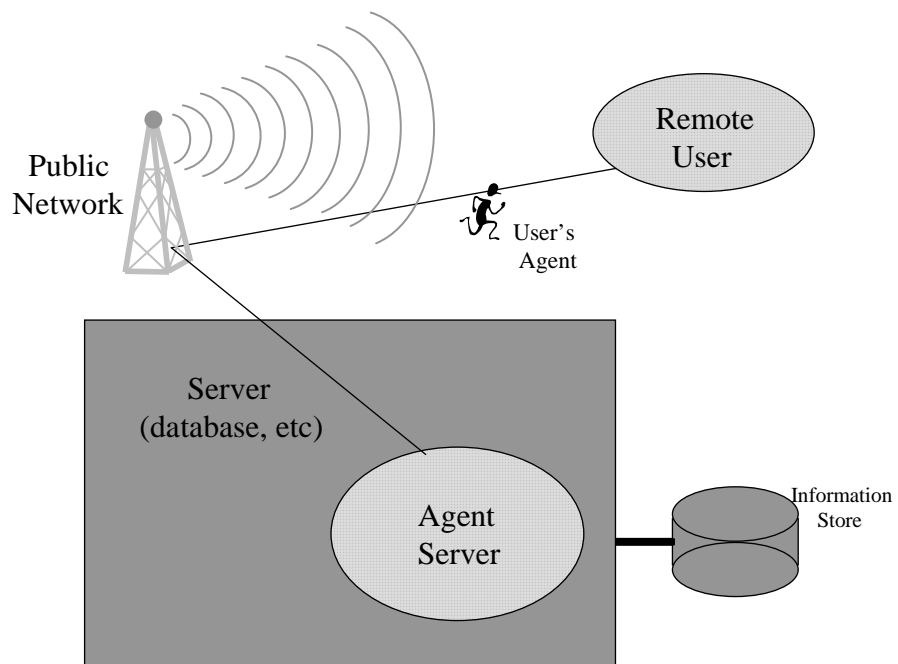 Public
Network
Remote
User
User's
Agent
Server
(database, etc)
Agent
Server
Information
Store